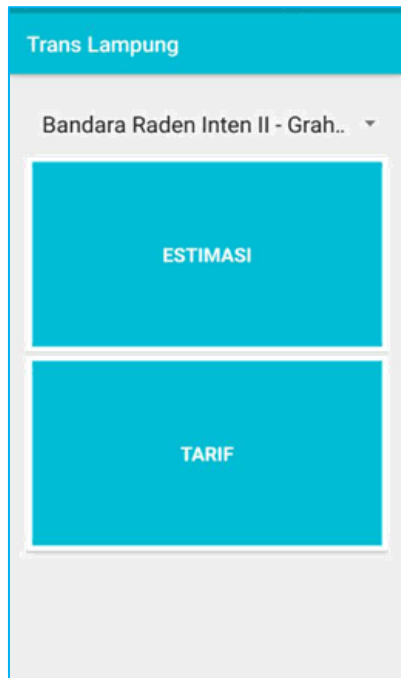 Trans Lampung
Bandara Raden Inten II - Grah..
ESTIMASI
TARIF